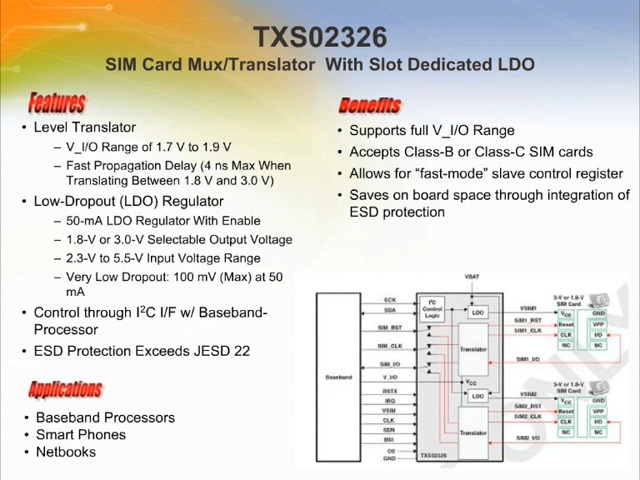 TXS02326
SIM Card Mux/Translator With Slot Dedicated LDO
Features
• Level Translator
– V_I/O Range of 1.7 V to 1.9 V
– Fast Propagation Delay (4 ns Max When
Translating Between 1.8 V and 3.0 V)
• Low-Dropout (LDO) Regulator
– 50-mA LDO Regulator With Enable
– 1.8-V or 3.0-V Selectable Output Voltage
– 2.3-V to 5.5-V Input Voltage Range
– Very Low Dropout: 100 mV (Max) at 50
mA
• Control through I²C I/F w/ Baseband-
Processor
• ESD Protection Exceeds JESD 22
Applications
• Baseband Processors
• Smart Phones
• Netbooks
Benefits
• Supports full V_I/O Range
• Accepts Class-B or Class-C SIM cards
• Allows for “fast-mode” slave control register
• Saves on board space through integration of
ESD protection
VBAT
Baseband
SCK
SDA
SIM_RST
SIM_CLK
SIM_I/O
V_I/O
RSTX
IRQ
VSIM
CLK
SDN
BSI
OE
GND
I²C
Control
Logic
LDO
Translator
VCC
LDO
Translator
TXS02326
VSIM1
SIM1_RST
SIM1_CLK
SIM1_I/O
VSIM2
SIM2_RST
SIM2_CLK
SIM2_I/O
3-V or 1.8-V
SIM Card
VCC GND
Reset VPP
CLK I/O
NC NC
3-V or 1.8-V
SIM Card
VCC GND
Reset VPP
CLK I/O
NC NC
ONLY